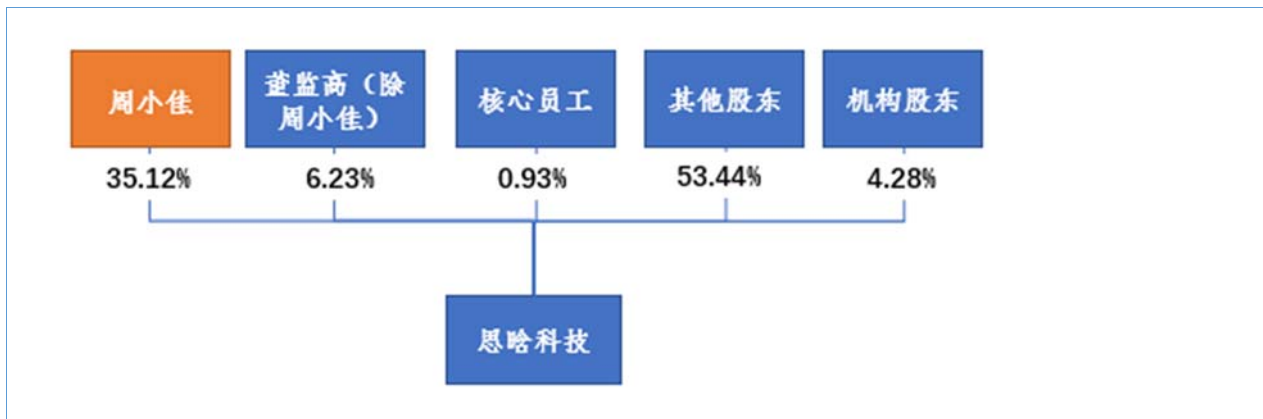 周小佳
董监高（除
周小佳）
核心员工
其他股东
机构股东
35.12%
6.23%
0.93%
53.44%
4.28%
思晗科技